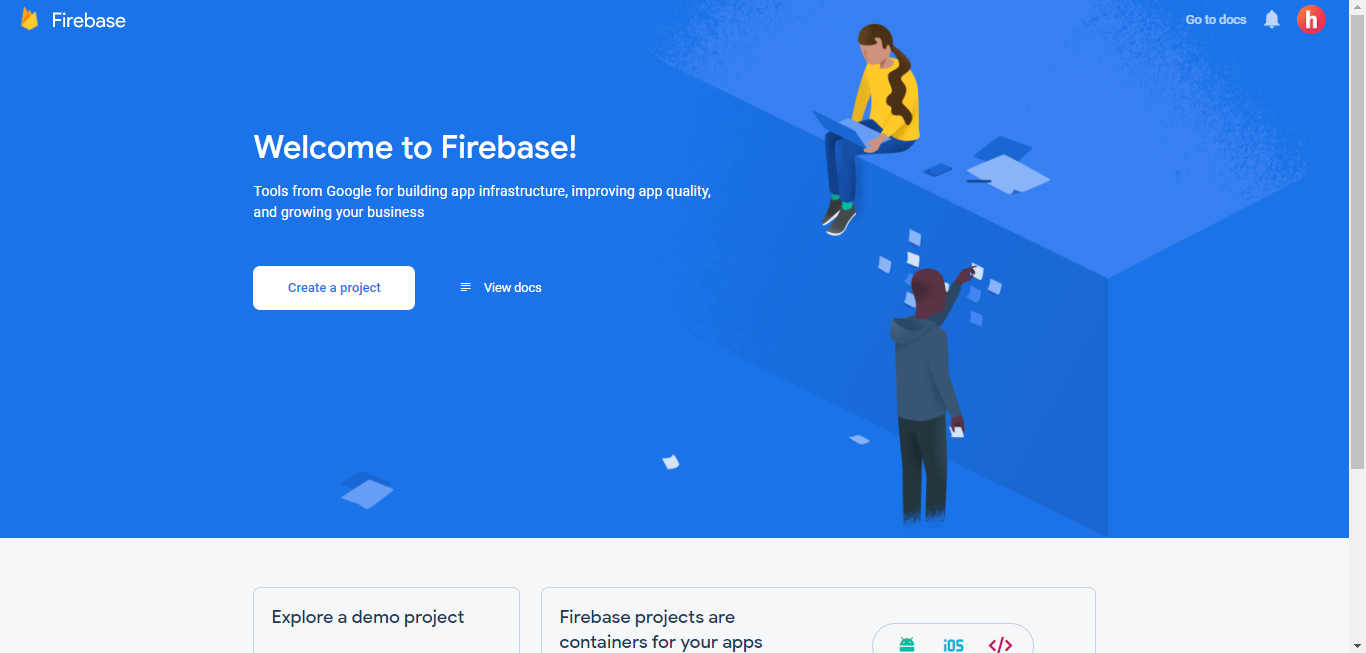 Firebase
Go to docs
h
Welcome to Firebase!
Tools from Google for building app infrastructure, improving app quality,
and growing your business
Create a project
View docs
Explore a demo project
Firebase projects are
containers for your apps
iOS
</>